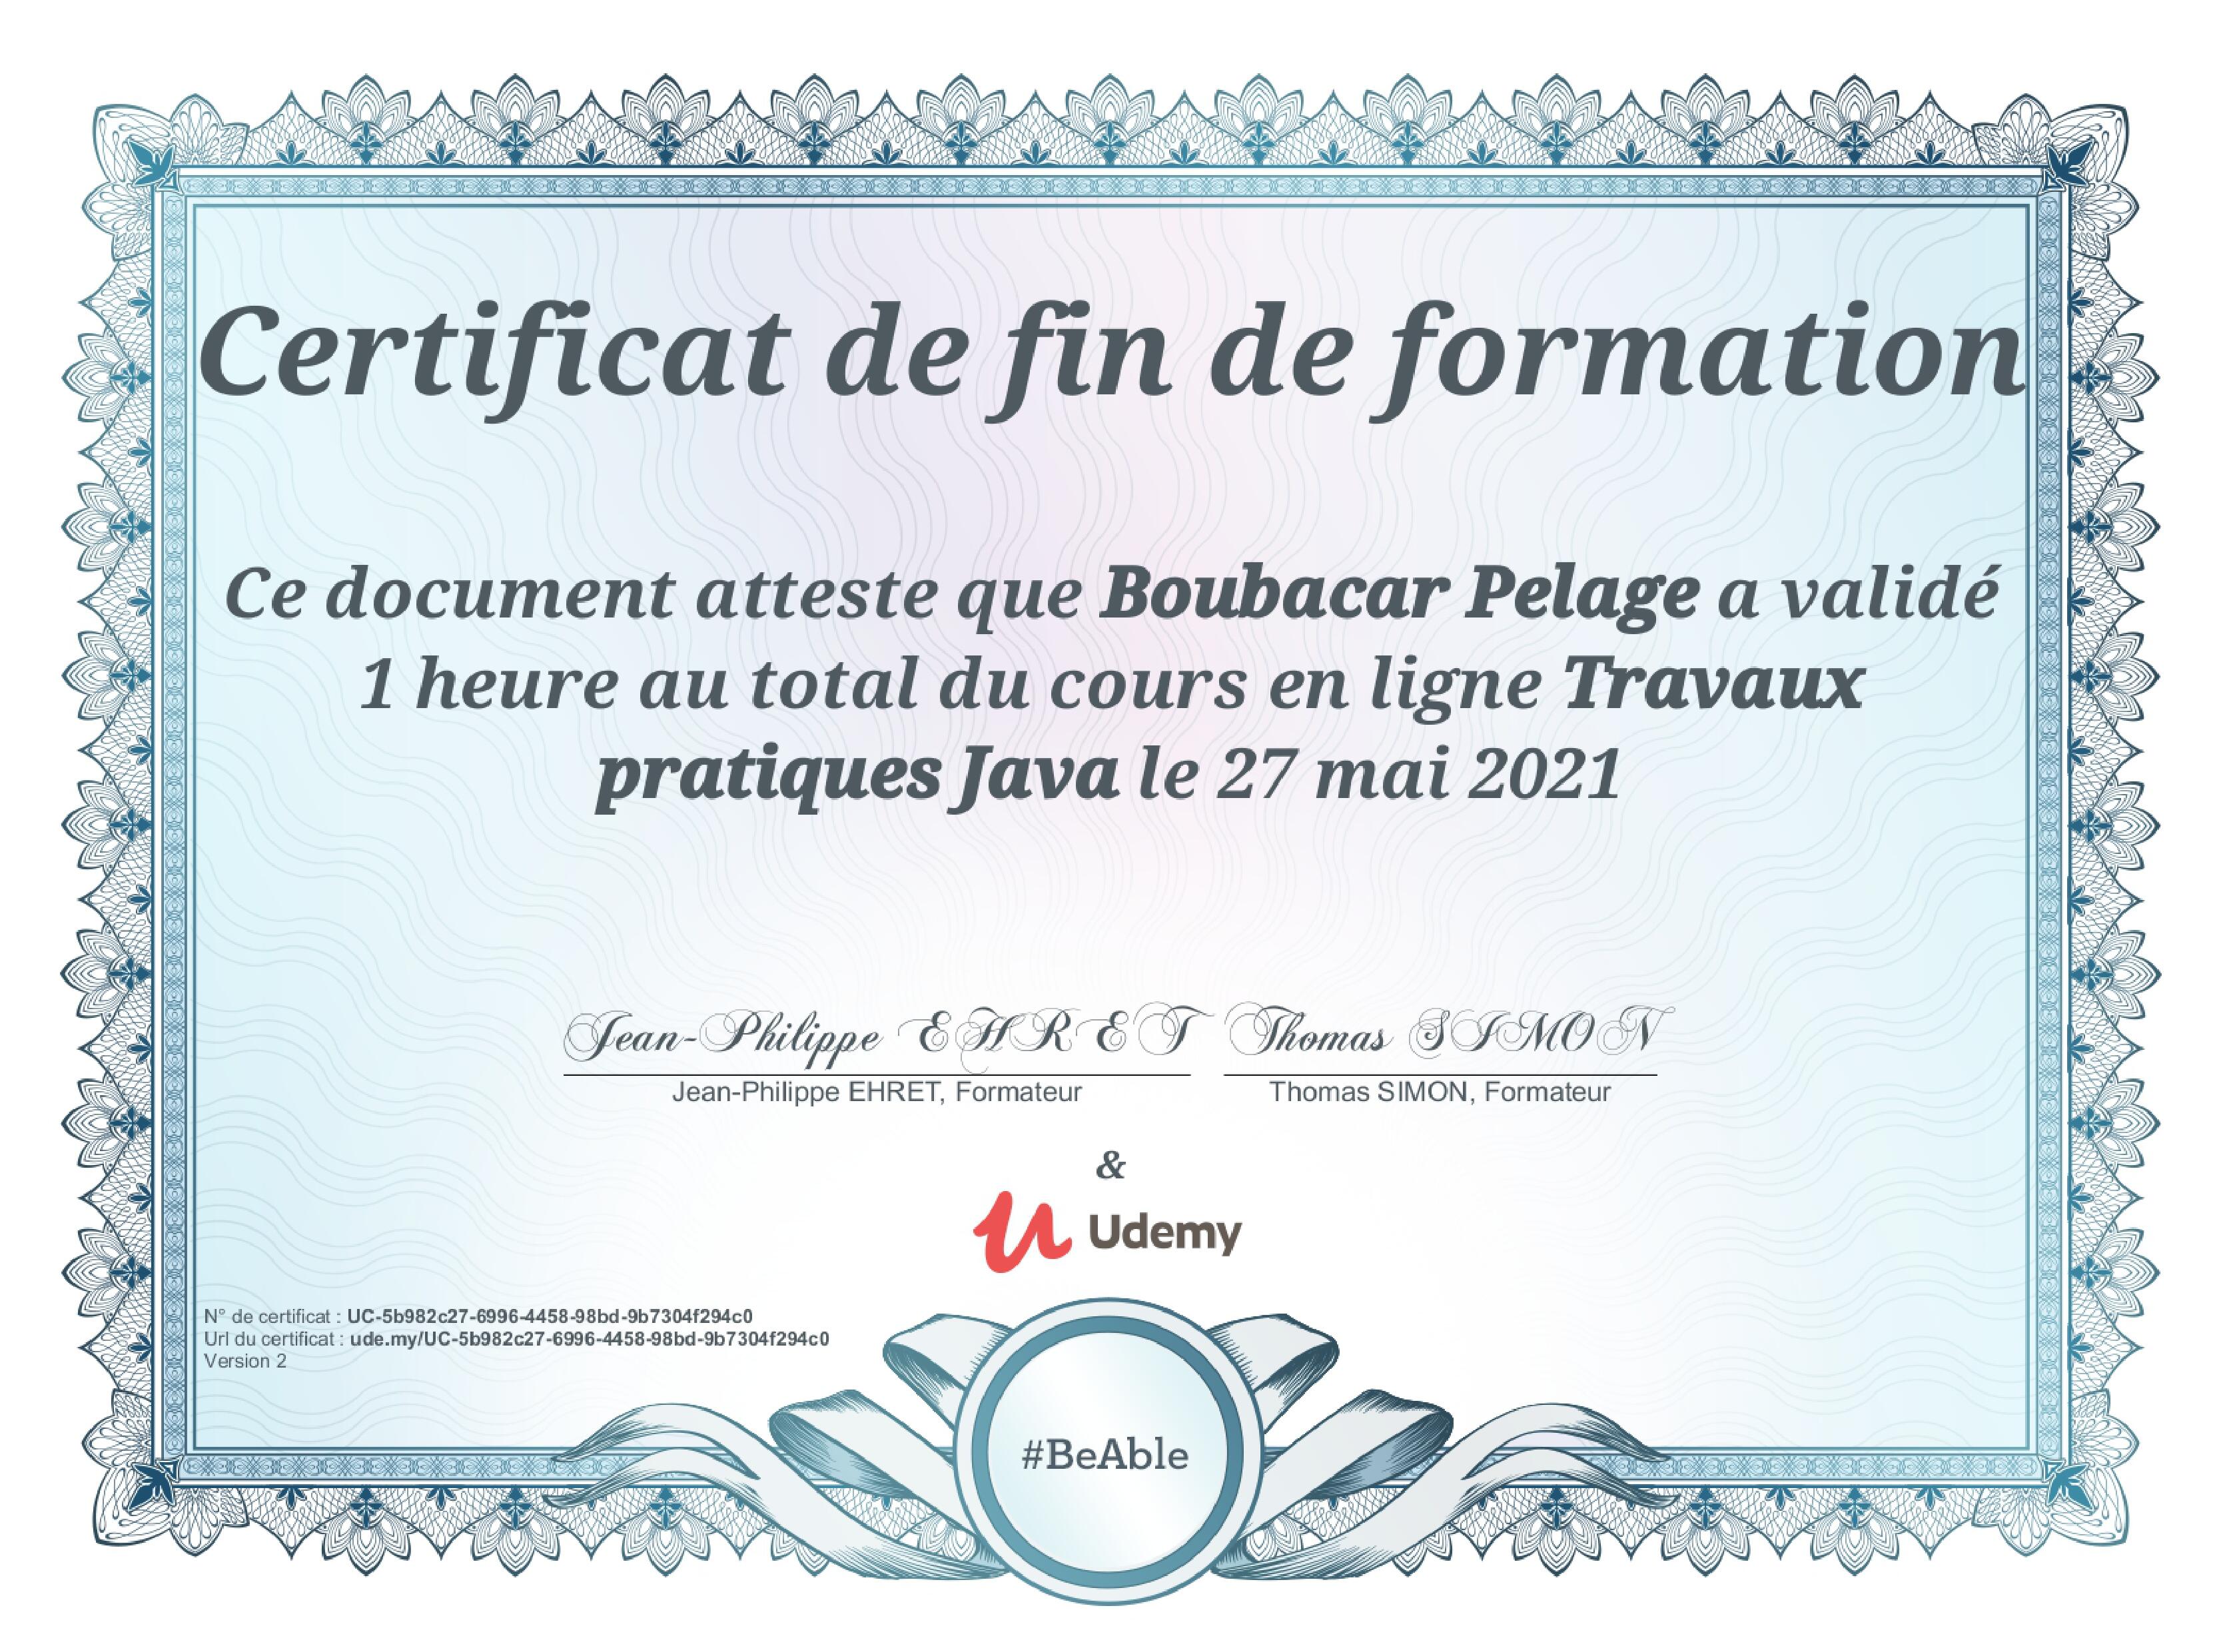 Certificat de fin de formation
Ce document atteste que Boubacar Pelage a validé
1 heure au total du cours en ligne Travaux
pratiques Java le 27 mai 2021
Jean-Philippe EHRET Thomas SIMON
Jean-Philippe EHRET, Formateur Thomas SIMON, Formateur
&
Udemy
N° de certificat : UC-5b982c27-6996-4458-98bd-9b7304f294c0
Url du certificat : ude.my/UC-5b982c27-6996-4458-98bd-9b7304f294c0
Version 2
#BeAble